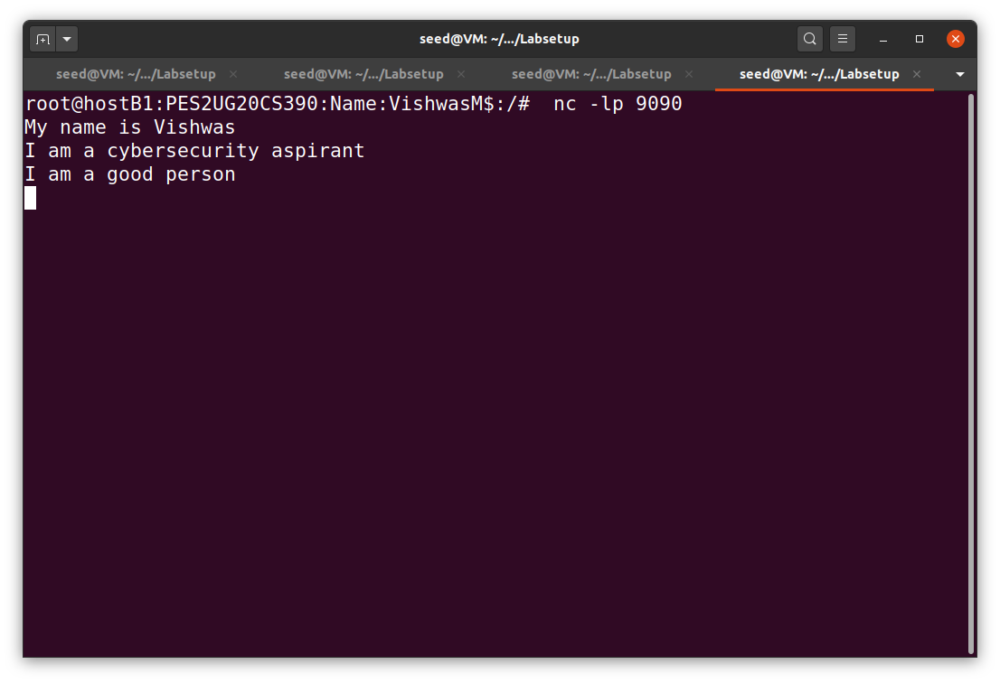 seed@VM: ~/.../Labsetup
seed@VM: ~/.../Labsetup seed@VM: ~/.../Labsetup seed@VM: ~/.../Labsetup seed@VM: ~/.../Labsetup
root@hostB1:PES2UG20CS390:Name:VishwasM$:/#  nc -lp 9090
My name is Vishwas
I am a cybersecurity aspirant
I am a good person